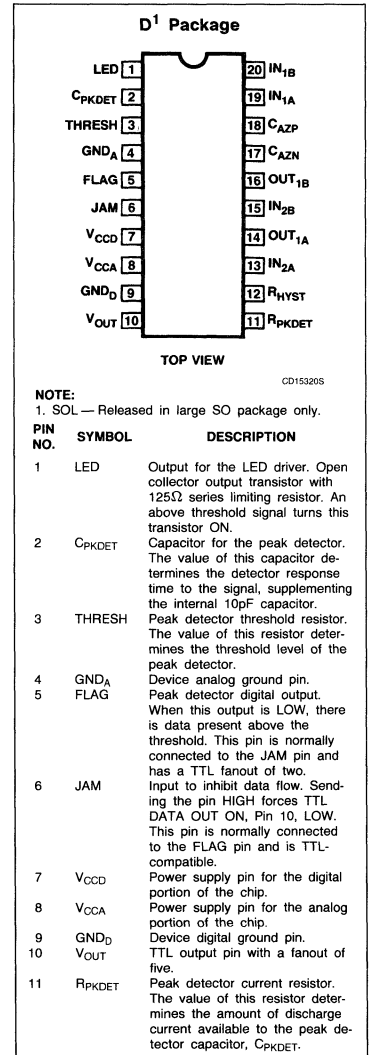 D¹ Package
LED 1
CPKDET 2
THRESH 3
GNDA 4
FLAG 5
JAM 6
VCCD 7
VCCA 8
GNDD 9
VOUT 10
20 IN1B
19 IN1A
18 CAZP
17 CAZN
16 OUT1B
15 IN2B
14 OUT1A
13 IN2A
12 RHYST
11 RPKDET
TOP VIEW
CD15320S
NOTE:
1. SOL — Released in large SO package only.
PIN NO. SYMBOL DESCRIPTION
1 LED Output for the LED driver. Open
collector output transistor with
125Ω series limiting resistor. An
above threshold signal turns this
transistor ON.
2 CPKDET Capacitor for the peak detector.
The value of this capacitor de-
termines the detector response
time to the signal, supplementing
the internal 10pF capacitor.
3 THRESH Peak detector threshold resistor.
The value of this resistor deter-
mines the threshold level of the
peak detector.
4 GNDA Device analog ground pin.
5 FLAG Peak detector digital output.
When this output is LOW, there
is data present above the
threshold. This pin is normally
connected to the JAM pin and
has a TTL fanout of two.
6 JAM Input to inhibit data flow. Send-
ing the pin HIGH forces TTL
DATA OUT ON, Pin 10, LOW.
This pin is normally connected
to the FLAG pin and is TTL-
compatible.
7 VCCD Power supply pin for the digital
portion of the chip.
8 VCCA Power supply pin for the analog
portion of the chip.
9 GNDD Device digital ground pin.
10 VOUT TTL output pin with a fanout of
five.
11 RPKDET Peak detector current resistor.
The value of this resistor deter-
mines the amount of discharge
current available to the peak de-
tector capacitor, CPKDET.